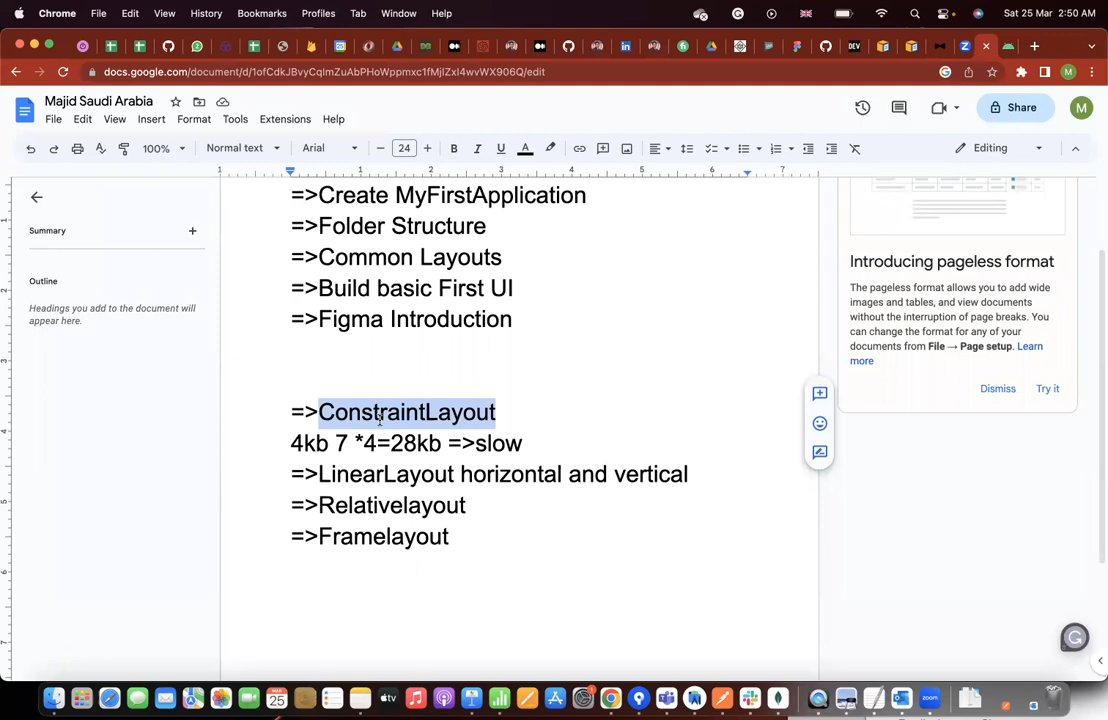 Chrome File Edit View History Bookmarks Profiles Tab Window Help Sat 25 Mar 2:50 AM
docs.google.com/document/d/1ofCdkJBvyCqlmZuAbPHoWppmxc1fMjlZxI4wvWX906Q/edit
Majid Saudi Arabia
File Edit View Insert Format Tools Extensions Help
Share
M
100% Normal text Arial 24 Editing
Summary
Outline
Headings you add to the document will
appear here.
=>Create MyFirstApplication
=>Folder Structure
=>Common Layouts
=>Build basic First UI
=>Figma Introduction
=>ConstraintLayout
4kb 7 *4=28kb =>slow
=>LinearLayout horizontal and vertical
=>Relativelayout
=>Framelayout
Introducing pageless format
The pageless format allows you to add wide
images and tables, and view documents
without the interruption of page breaks. You
can change the format for any of your
documents from File → Page setup. Learn
more
Dismiss Try it